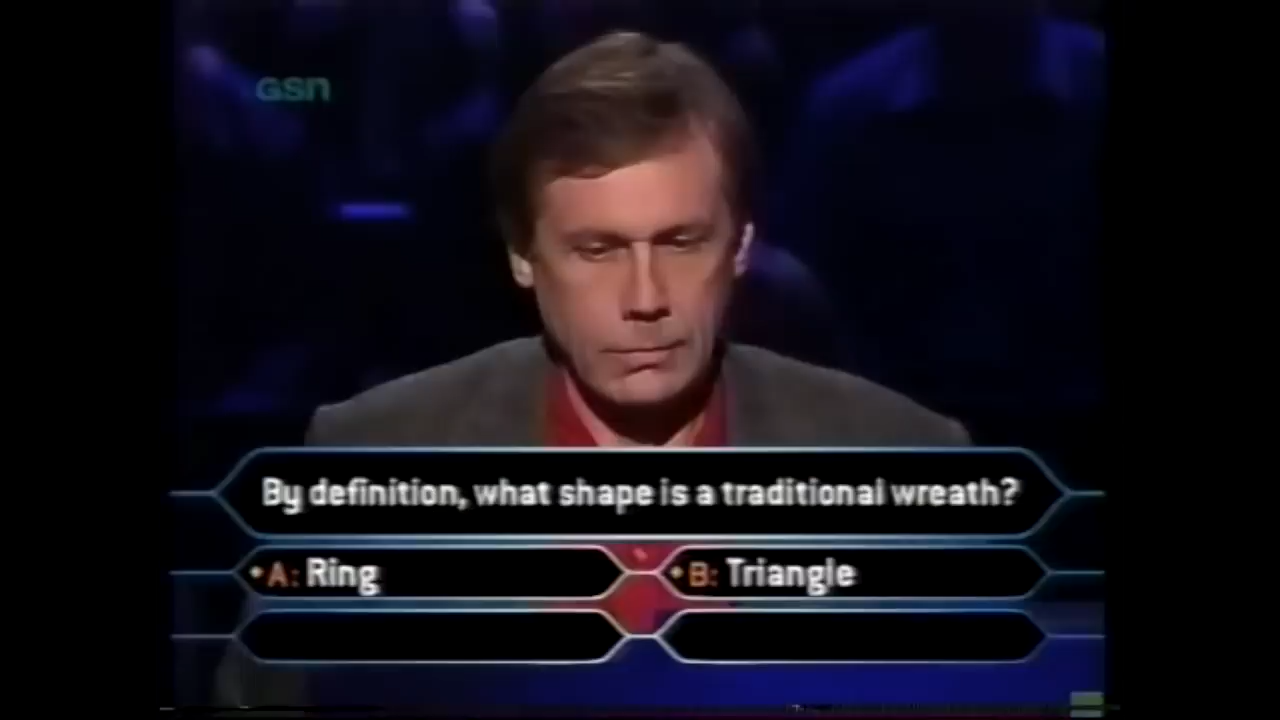 GSN
By definition, what shape is a traditional wreath?
A: Ring
B: Triangle